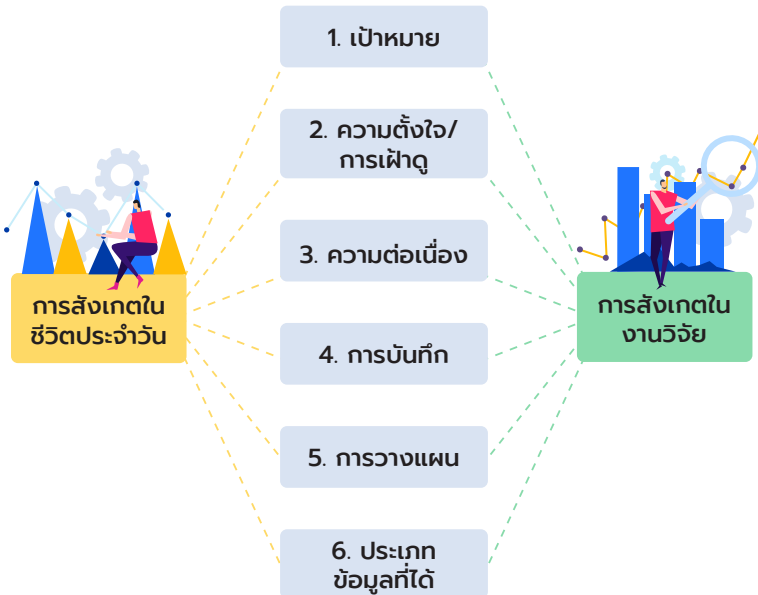 1. เป้าหมาย
2. ความตั้งใจ/
การเฝ้าดู
3. ความต่อเนื่อง
การสังเกตใน
ชีวิตประจำวัน
การสังเกตใน
งานวิจัย
4. การบันทึก
5. การวางแผน
6. ประเภท
ข้อมูลที่ได้